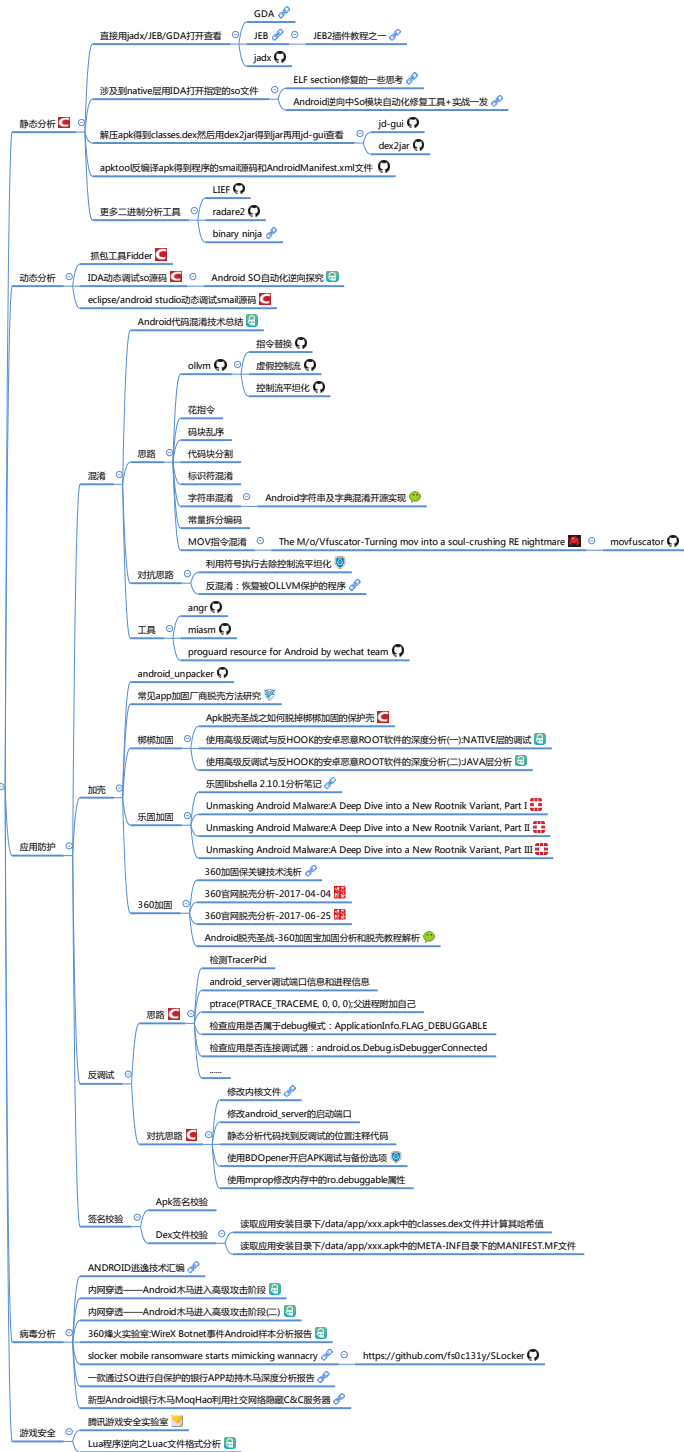 静态分析
直接用jadx/JEB/GDA打开查看
GDA
JEB
JEB2插件教程之一
jadx
涉及到native层用IDA打开指定的so文件
ELF section修复的一些思考
Android逆向中So模块自动化修复工具+实战一发
解压apk得到classes.dex然后用dex2jar得到jar再用jd-gui查看
jd-gui
dex2jar
apktool反编译apk得到程序的smail源码和AndroidManifest.xml文件
更多二进制分析工具
LIEF
radare2
binary ninja
动态分析
抓包工具Fidder
IDA动态调试so源码
Android SO自动化逆向探究
eclipse/android studio动态调试smail源码
应用防护
混淆
Android代码混淆技术总结
思路
ollvm
指令替换
虚假控制流
控制流平坦化
花指令
码块乱序
代码块分割
标识符混淆
字符串混淆
Android字符串及字典混淆开源实现
常量拆分编码
MOV指令混淆
The M/o/Vfuscator-Turning mov into a soul-crushing RE nightmare
movfuscator
对抗思路
利用符号执行去除控制流平坦化
反混淆：恢复被OLLVM保护的程序
工具
angr
miasm
proguard resource for Android by wechat team
加壳
android_unpacker
常见app加固厂商脱壳方法研究
梆梆加固
Apk脱壳圣战之如何脱掉梆梆加固的保护壳
使用高级反调试与反HOOK的安卓恶意ROOT软件的深度分析(一):NATIVE层的调试
使用高级反调试与反HOOK的安卓恶意ROOT软件的深度分析(二):JAVA层分析
乐固加固
乐固libshella 2.10.1分析笔记
Unmasking Android Malware:A Deep Dive into a New Rootnik Variant, Part I
Unmasking Android Malware:A Deep Dive into a New Rootnik Variant, Part II
Unmasking Android Malware:A Deep Dive into a New Rootnik Variant, Part III
360加固
360加固保关键技术浅析
360官网脱壳分析-2017-04-04
360官网脱壳分析-2017-06-25
Android脱壳圣战-360加固宝加固分析和脱壳教程解析
反调试
思路
检测TracerPid
android_server调试端口信息和进程信息
ptrace(PTRACE_TRACEME, 0, 0, 0);父进程附加自己
检查应用是否属于debug模式：ApplicationInfo.FLAG_DEBUGGABLE
检查应用是否连接调试器：android.os.Debug.isDebuggerConnected
......
对抗思路
修改内核文件
修改android_server的启动端口
静态分析代码找到反调试的位置注释代码
使用BDOpener开启APK调试与备份选项
使用mprop修改内存中的ro.debuggable属性
签名校验
Apk签名校验
Dex文件校验
读取应用安装目录下/data/app/xxx.apk中的classes.dex文件并计算其哈希值
读取应用安装目录下/data/app/xxx.apk中的META-INF目录下的MANIFEST.MF文件
病毒分析
ANDROID逃逸技术汇编
内网穿透——Android木马进入高级攻击阶段
内网穿透——Android木马进入高级攻击阶段(二)
360烽火实验室:WireX Botnet事件Android样本分析报告
slocker mobile ransomware starts mimicking wannacry
https://github.com/fs0c131y/SLocker
一款通过SO进行自保护的银行APP劫持木马深度分析报告
新型Android银行木马MoqHao利用社交网络隐藏C&C服务器
游戏安全
腾讯游戏安全实验室
Lua程序逆向之Luac文件格式分析